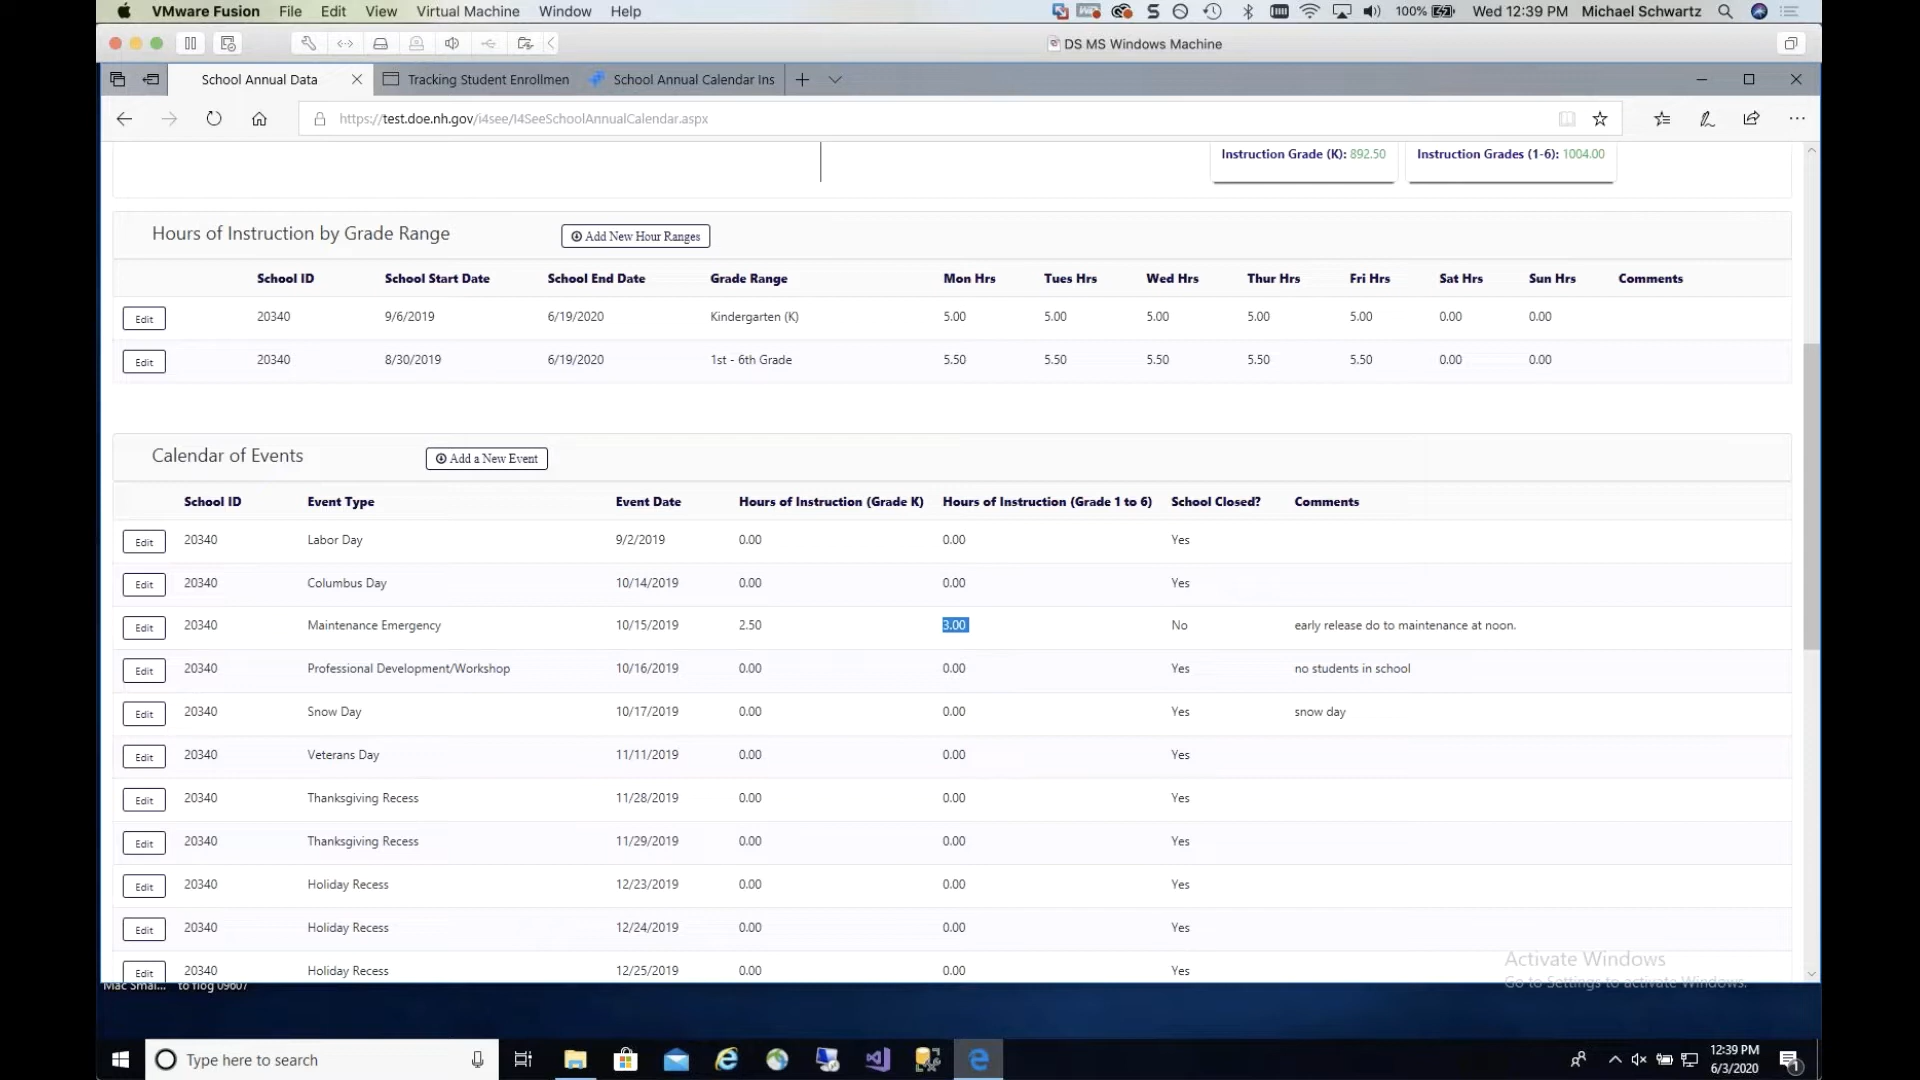 VMware Fusion File Edit View Virtual Machine Window Help 100% Wed 12:39 PM Michael Schwartz
DS MS Windows Machine
School Annual Data Tracking Student Enrollmen School Annual Calendar Ins
https://test.doe.nh.gov/i4see/I4SeeSchoolAnnualCalendar.aspx
Instruction Grade (K): 892.50 Instruction Grades (1-6): 1004.00
Hours of Instruction by Grade Range Add New Hour Ranges
School ID School Start Date School End Date Grade Range Mon Hrs Tues Hrs Wed Hrs Thur Hrs Fri Hrs Sat Hrs Sun Hrs Comments
Edit 20340 9/6/2019 6/19/2020 Kindergarten (K) 5.00 5.00 5.00 5.00 5.00 0.00 0.00
Edit 20340 8/30/2019 6/19/2020 1st - 6th Grade 5.50 5.50 5.50 5.50 5.50 0.00 0.00
Calendar of Events Add a New Event
School ID Event Type Event Date Hours of Instruction (Grade K) Hours of Instruction (Grade 1 to 6) School Closed? Comments
Edit 20340 Labor Day 9/2/2019 0.00 0.00 Yes
Edit 20340 Columbus Day 10/14/2019 0.00 0.00 Yes
Edit 20340 Maintenance Emergency 10/15/2019 2.50 3.00 No early release do to maintenance at noon.
Edit 20340 Professional Development/Workshop 10/16/2019 0.00 0.00 Yes no students in school
Edit 20340 Snow Day 10/17/2019 0.00 0.00 Yes snow day
Edit 20340 Veterans Day 11/11/2019 0.00 0.00 Yes
Edit 20340 Thanksgiving Recess 11/28/2019 0.00 0.00 Yes
Edit 20340 Thanksgiving Recess 11/29/2019 0.00 0.00 Yes
Edit 20340 Holiday Recess 12/23/2019 0.00 0.00 Yes
Edit 20340 Holiday Recess 12/24/2019 0.00 0.00 Yes
Edit 20340 Holiday Recess 12/25/2019 0.00 0.00 Yes
Activate Windows
Go to Settings to activate Windows.
Mac Smal... to flog 09607
Type here to search 12:39 PM
6/3/2020 1